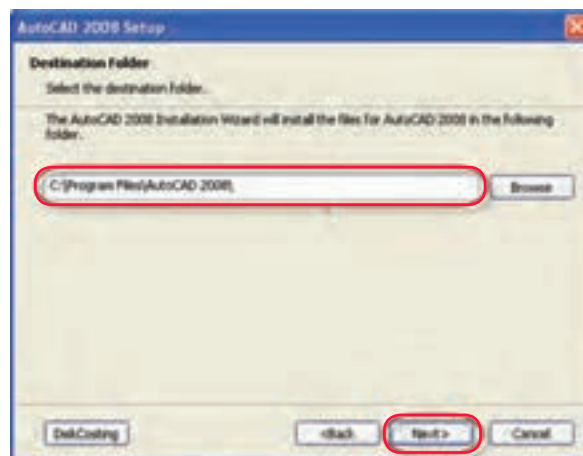 AutoCAD 2008 Setup
Destination Folder
Select the destination folder.
The AutoCAD 2008 Installation Wizard will install the files for AutoCAD 2008 in the following
folder.
C:\Program Files\AutoCAD 2008\
Browse
DiskCosting
<Back
Next>
Cancel